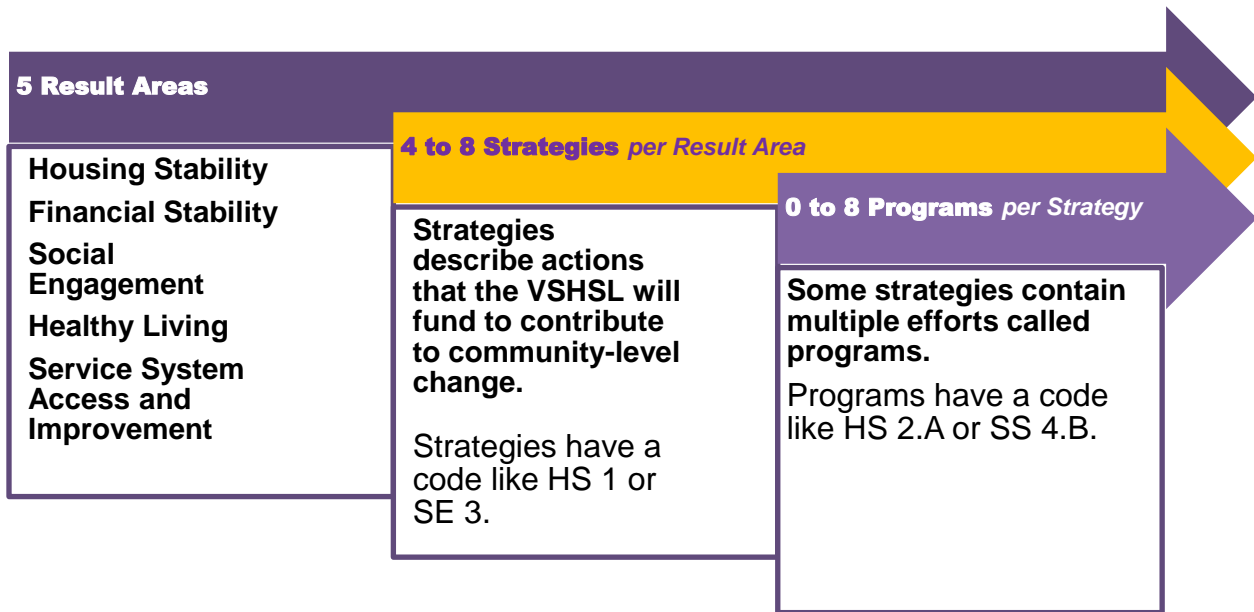 5 Result Areas
Housing Stability
Financial Stability
Social
Engagement
Healthy Living
Service System
Access and
Improvement
4 to 8 Strategies per Result Area
Strategies
describe actions
that the VSHSL will
fund to contribute
to community-level
change.
Strategies have a
code like HS 1 or
SE 3.
0 to 8 Programs per Strategy
Some strategies contain
multiple efforts called
programs.
Programs have a code
like HS 2.A or SS 4.B.